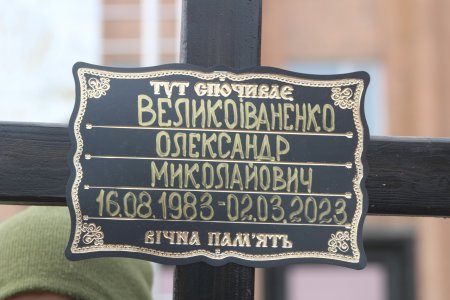 ТУТ СПОЧИВАЄ
ВЕЛИКОІВАНЕНКО
ОЛЕКСАНДР
МИКОЛАЙОВИЧ
16.08.1983-02.03.2023
ВІЧНА ПАМ'ЯТЬ